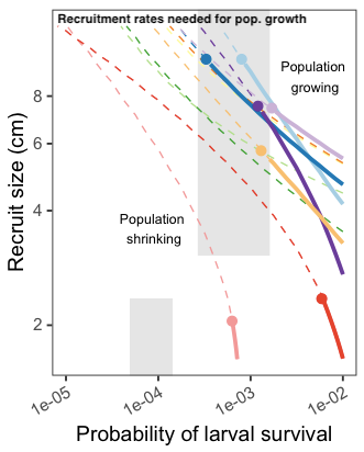 Recruitment rates needed for pop. growth
Population
growing
8
6
Recruit size (cm)
4
Population
shrinking
2
1e-05
1e-04
1e-03
1e-02
Probability of larval survival